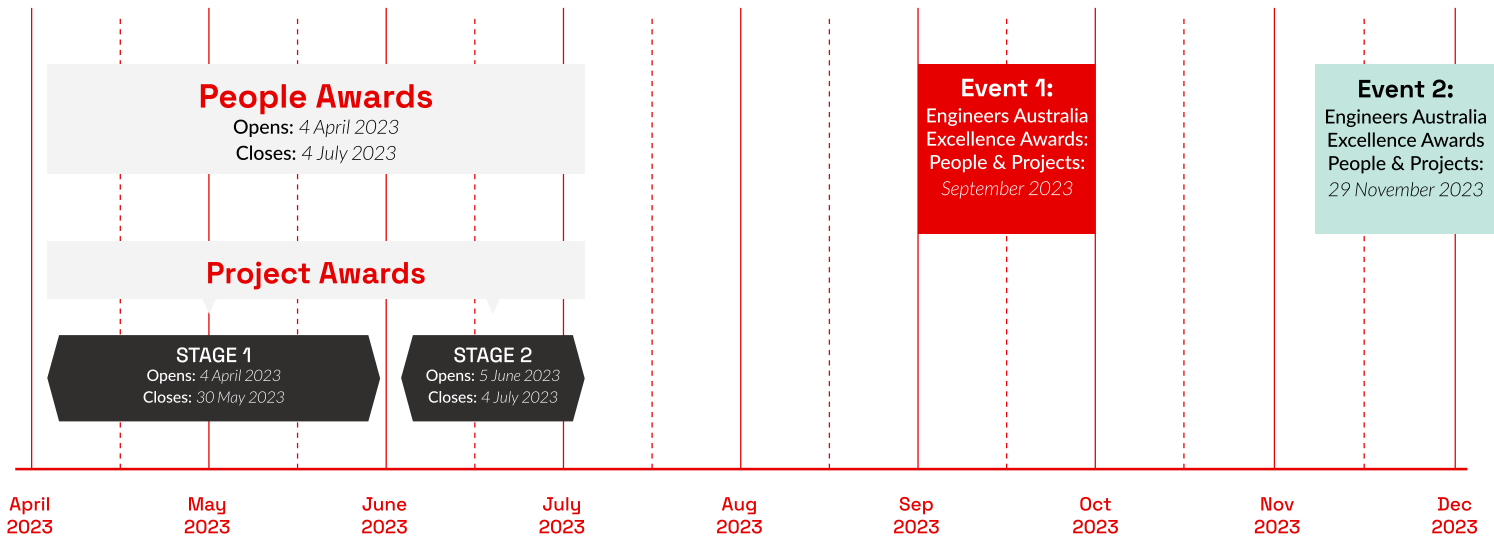 People Awards
Opens: 4 April 2023
Closes: 4 July 2023
Event 1:
Engineers Australia
Excellence Awards:
People & Projects:
September 2023
Event 2:
Engineers Australia
Excellence Awards
People & Projects:
29 November 2023
Project Awards
STAGE 1
Opens: 4 April 2023
Closes: 30 May 2023
STAGE 2
Opens: 5 June 2023
Closes: 4 July 2023
April
2023
May
2023
June
2023
July
2023
Aug
2023
Sep
2023
Oct
2023
Nov
2023
Dec
2023